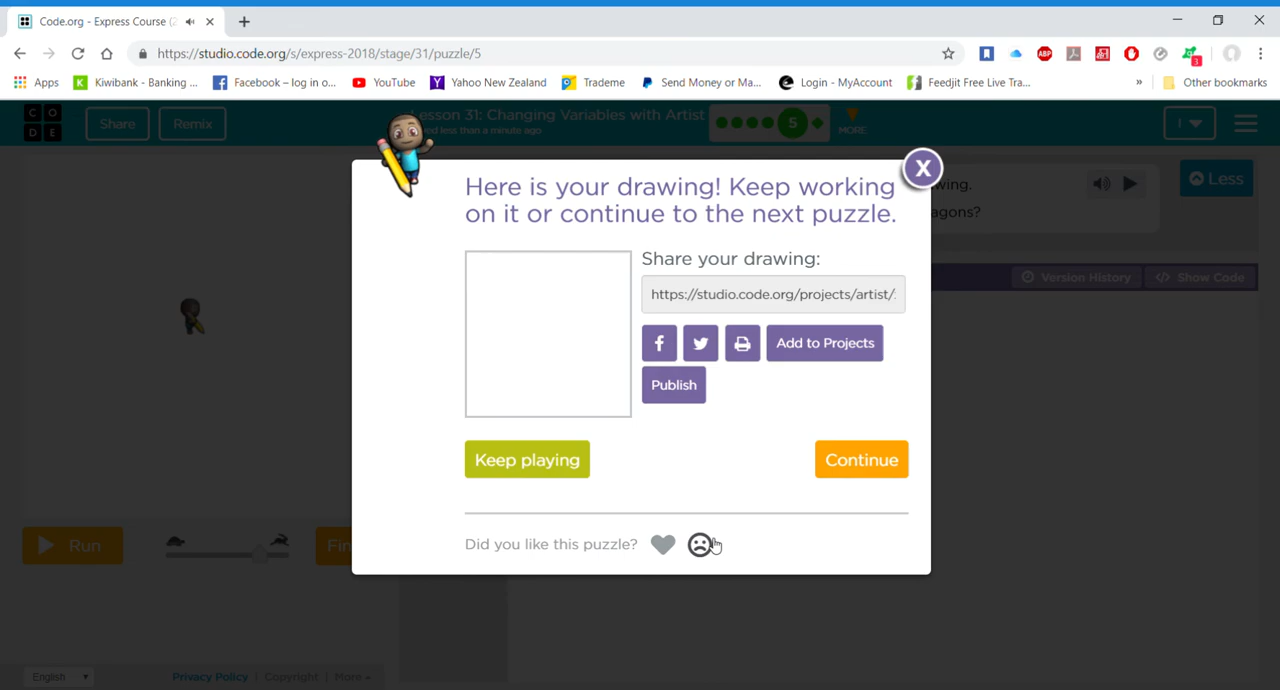 Code.org - Express Course (2
https://studio.code.org/s/express-2018/stage/31/puzzle/5
ABP
3
Apps
Kiwibank - Banking ...
Facebook – log in o...
YouTube
Yahoo New Zealand
Trademe
Send Money or Ma...
Login - MyAccount
Feedjit Free Live Tra...
»
Other bookmarks
C O
D E
Share
Remix
esson 31: Changing Variables with Artist
ed less than a minute ago
5
MORE
I
Here is your drawing! Keep working
on it or continue to the next puzzle.
X
wing.
agons?
Less
Share your drawing:
https://studio.code.org/projects/artist/
Version History
</> Show Code
f
Add to Projects
Publish
Keep playing
Continue
Run
Fin
Did you like this puzzle?
English
Privacy Policy
Copyright
More